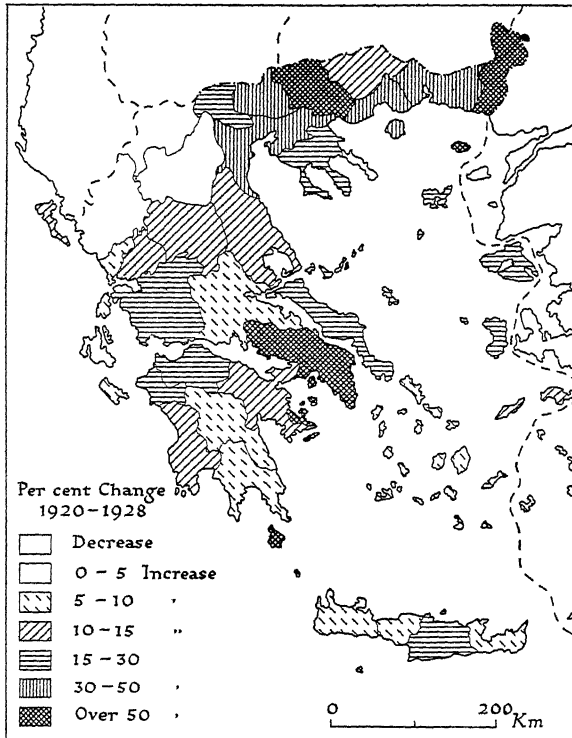 Per cent Change
1920–1928
Decrease
0 – 5 Increase
5 – 10 "
10 – 15 "
15 – 30
30 – 50 "
Over 50 "
0 200 Km